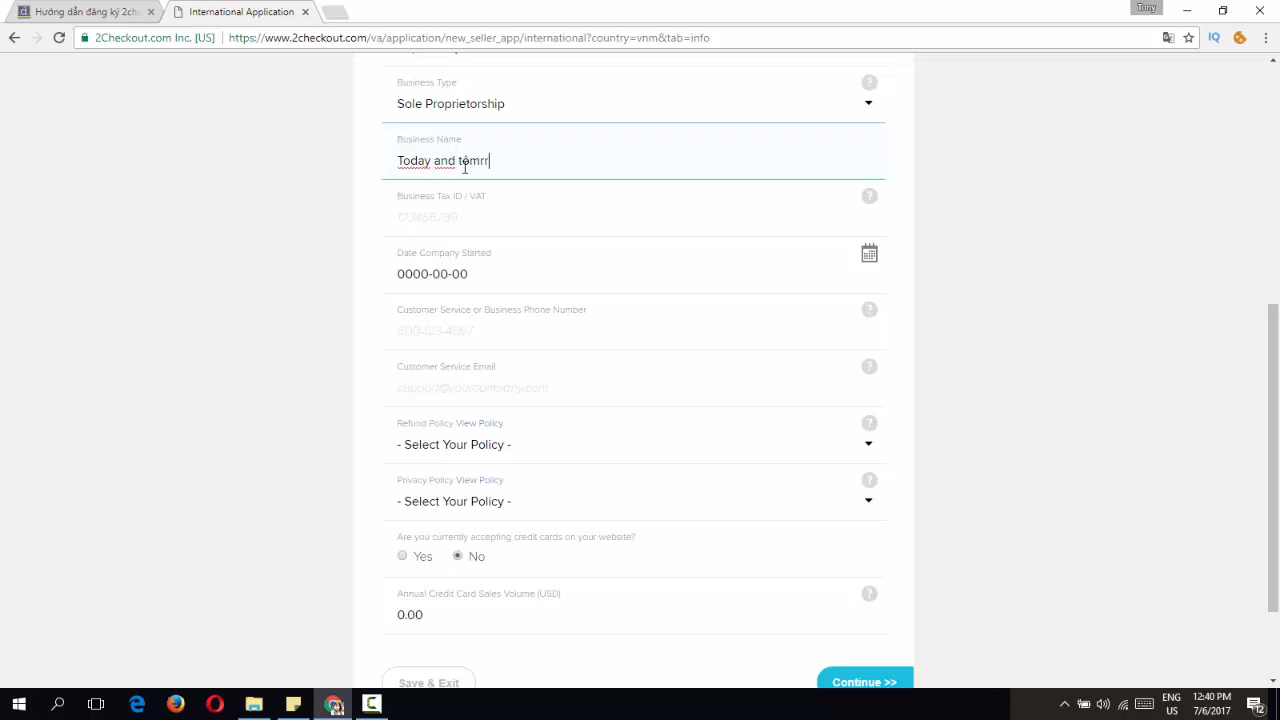 Hướng dẫn đăng ký 2che
International Application
Tiny
2Checkout.com Inc. [US]
https://www.2checkout.com/va/application/new_seller_app/international?country=vnm&tab=info
IQ
Business Type
?
Sole Proprietorship
Business Name
Today and tomrr
Business Tax ID / VAT
?
123456789
Date Company Started
0000-00-00
Customer Service or Business Phone Number
?
800-123-4567
Customer Service Email
?
support@yourcompany.com
Refund Policy View Policy
?
- Select Your Policy -
Privacy Policy View Policy
?
- Select Your Policy -
Are you currently accepting credit cards on your website?
Yes No
Annual Credit Card Sales Volume (USD)
?
0.00
Save & Exit
Continue >>
ENG
US
12:40 PM
7/6/2017
12